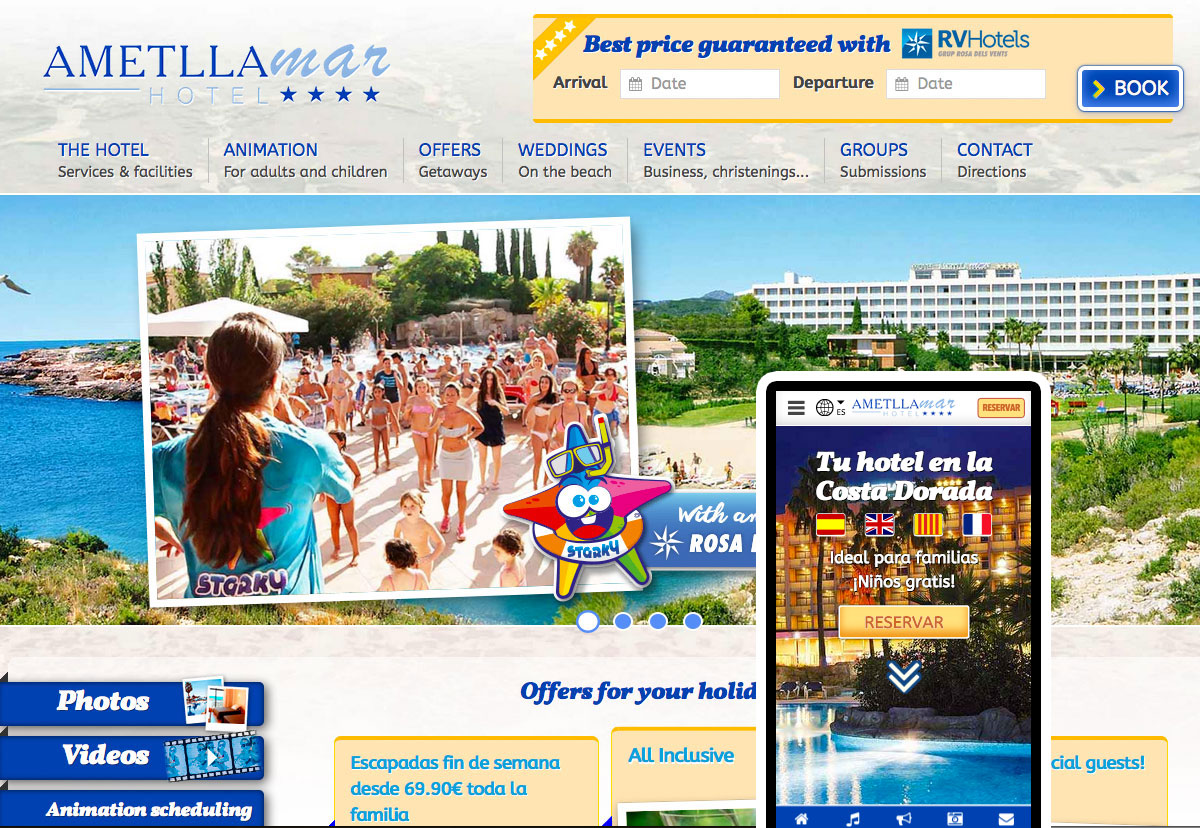 AMETLLAmar
HOTEL
Best price guaranteed with RVHotels
GRUP ROSA DELS VENTS
Arrival Date Departure Date BOOK
THE HOTEL
Services & facilities
ANIMATION
For adults and children
OFFERS
Getaways
WEDDINGS
On the beach
EVENTS
Business, christenings...
GROUPS
Submissions
CONTACT
Directions
STARKY
STARKY
With an
ROSA
ES AMETLLAmar RESERVAR
HOTEL
Tu hotel en la
Costa Dorada
Ideal para familias
¡Niños gratis!
RESERVAR
Photos
Videos
Animation scheduling
Offers for your holid
Escapadas fin de semana
desde 69.90€ toda la
familia
All Inclusive
cial guests!